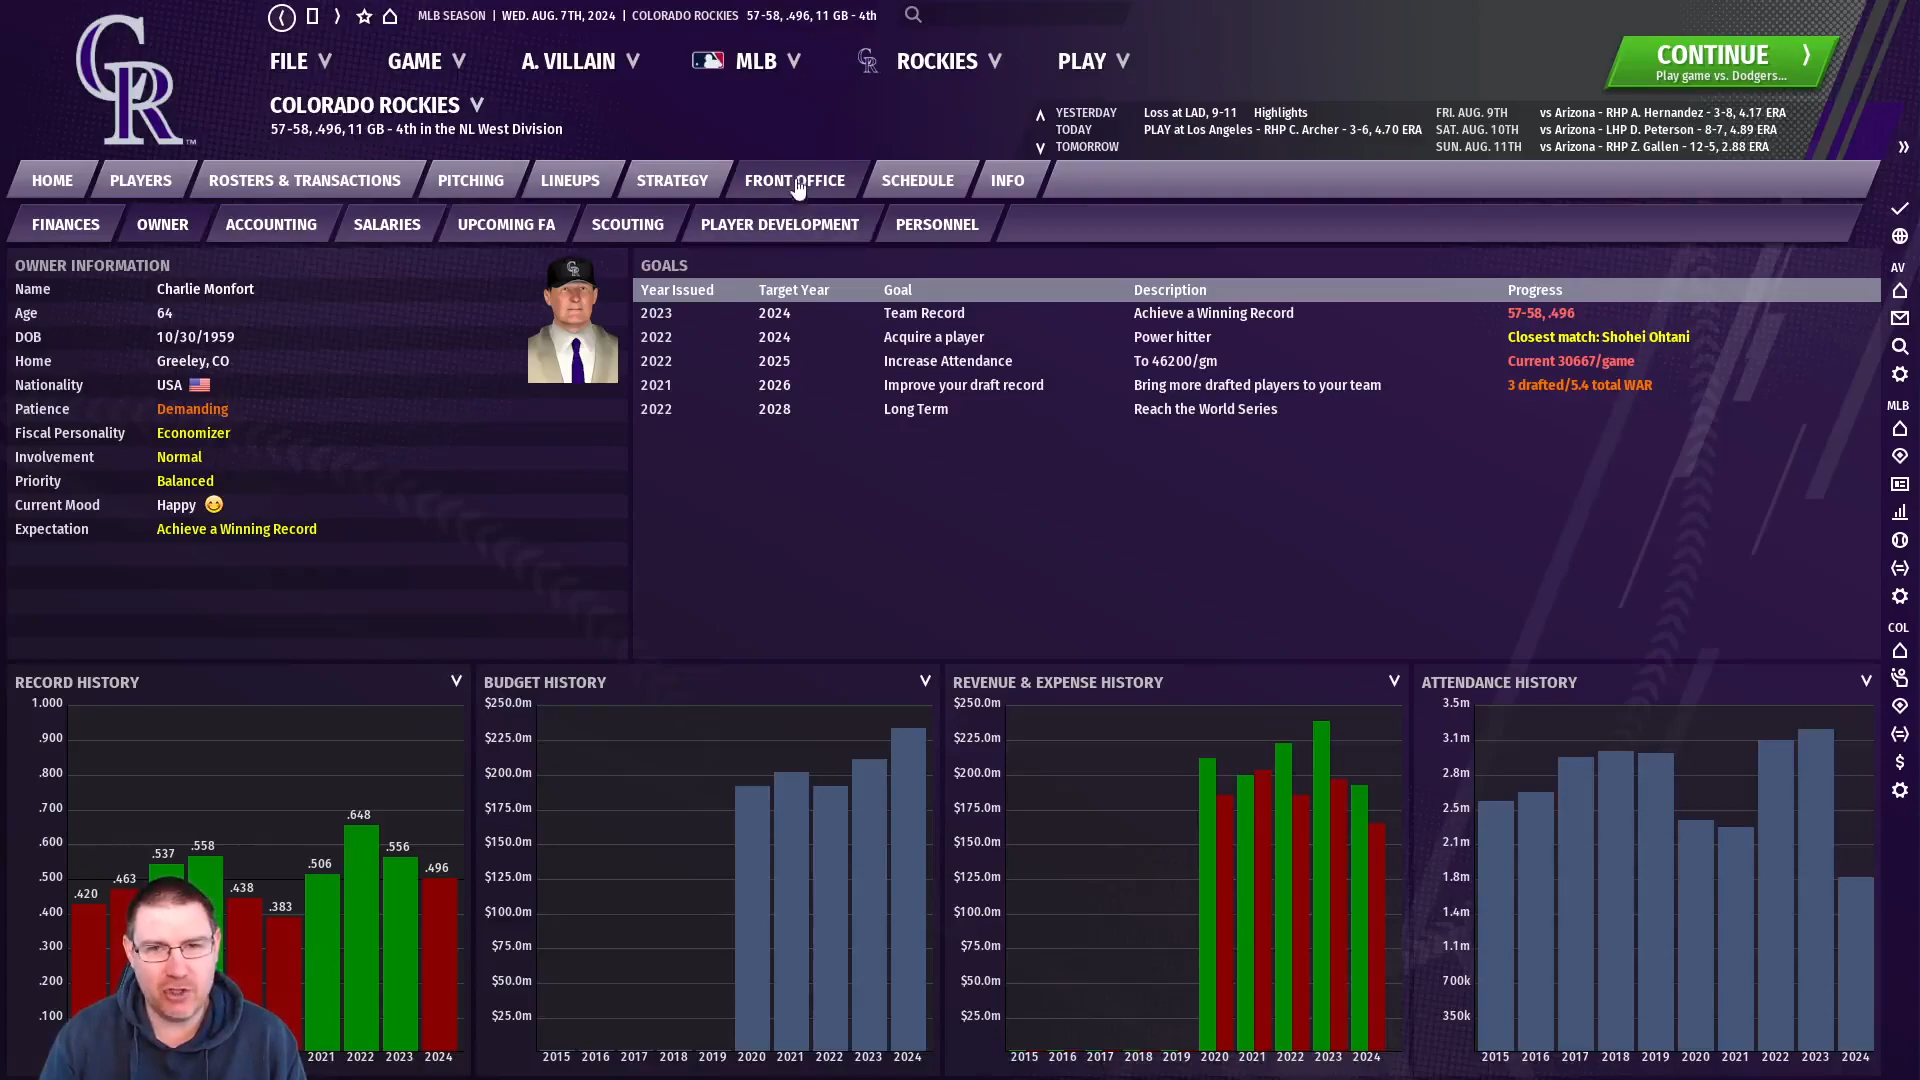 MLB SEASON | WED. AUG. 7TH, 2024 | COLORADO ROCKIES 57-58, .496, 11 GB - 4th
FILE GAME A. VILLAIN MLB ROCKIES PLAY
CONTINUE
Play game vs. Dodgers...
COLORADO ROCKIES
57-58, .496, 11 GB - 4th in the NL West Division
YESTERDAY Loss at LAD, 9-11 Highlights FRI. AUG. 9TH vs Arizona - RHP A. Hernandez - 3-8, 4.17 ERA
TODAY PLAY at Los Angeles - RHP C. Archer - 3-6, 4.70 ERA SAT. AUG. 10TH vs Arizona - LHP D. Peterson - 8-7, 4.89 ERA
TOMORROW SUN. AUG. 11TH vs Arizona - RHP Z. Gallen - 12-5, 2.88 ERA
HOME PLAYERS ROSTERS & TRANSACTIONS PITCHING LINEUPS STRATEGY FRONT OFFICE SCHEDULE INFO
FINANCES OWNER ACCOUNTING SALARIES UPCOMING FA SCOUTING PLAYER DEVELOPMENT PERSONNEL
OWNER INFORMATION
Name Charlie Monfort
Age 64
DOB 10/30/1959
Home Greeley, CO
Nationality USA
Patience Demanding
Fiscal Personality Economizer
Involvement Normal
Priority Balanced
Current Mood Happy
Expectation Achieve a Winning Record
GOALS
Year Issued Target Year Goal Description Progress
2023 2024 Team Record Achieve a Winning Record 57-58, .496
2022 2024 Acquire a player Power hitter Closest match: Shohei Ohtani
2022 2025 Increase Attendance To 46200/gm Current 30667/game
2021 2026 Improve your draft record Bring more drafted players to your team 3 drafted/5.4 total WAR
2022 2028 Long Term Reach the World Series
AV
MLB
COL
RECORD HISTORY
1.000
.900
.800
.700
.600
.500
.400
.300
.200
.100
.420 .463 .537 .558 .438 .383 .506 .648 .556 .496
2021 2022 2023 2024
BUDGET HISTORY
$250.0m
$225.0m
$200.0m
$175.0m
$150.0m
$125.0m
$100.0m
$75.0m
$50.0m
$25.0m
2015 2016 2017 2018 2019 2020 2021 2022 2023 2024
REVENUE & EXPENSE HISTORY
$250.0m
$225.0m
$200.0m
$175.0m
$150.0m
$125.0m
$100.0m
$75.0m
$50.0m
$25.0m
2015 2016 2017 2018 2019 2020 2021 2022 2023 2024
ATTENDANCE HISTORY
3.5m
3.1m
2.8m
2.5m
2.1m
1.8m
1.4m
1.1m
700k
350k
2015 2016 2017 2018 2019 2020 2021 2022 2023 2024